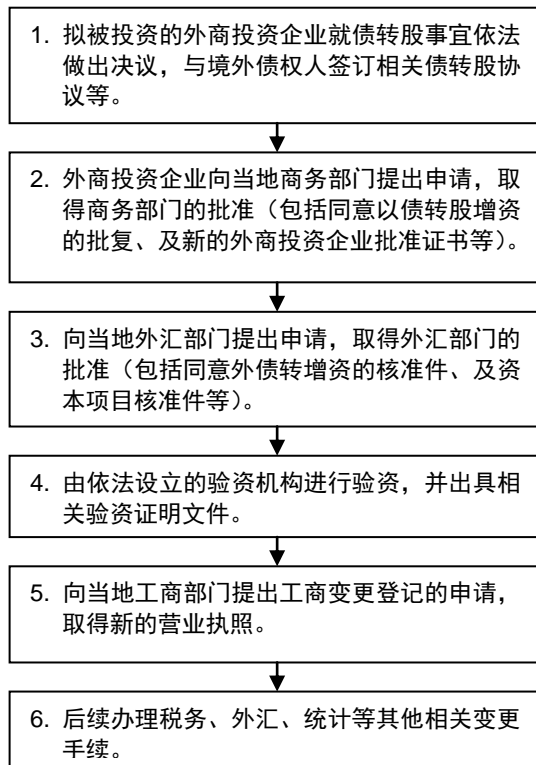 1. 拟被投资的外商投资企业就债转股事宜依法
做出决议，与境外债权人签订相关债转股协
议等。
2. 外商投资企业向当地商务部门提出申请，取
得商务部门的批准（包括同意以债转股增资
的批复、及新的外商投资企业批准证书等）。
3. 向当地外汇部门提出申请，取得外汇部门的
批准（包括同意外债转增资的核准件、及资
本项目核准件等）。
4. 由依法设立的验资机构进行验资，并出具相
关验资证明文件。
5. 向当地工商部门提出工商变更登记的申请，
取得新的营业执照。
6. 后续办理税务、外汇、统计等其他相关变更
手续。